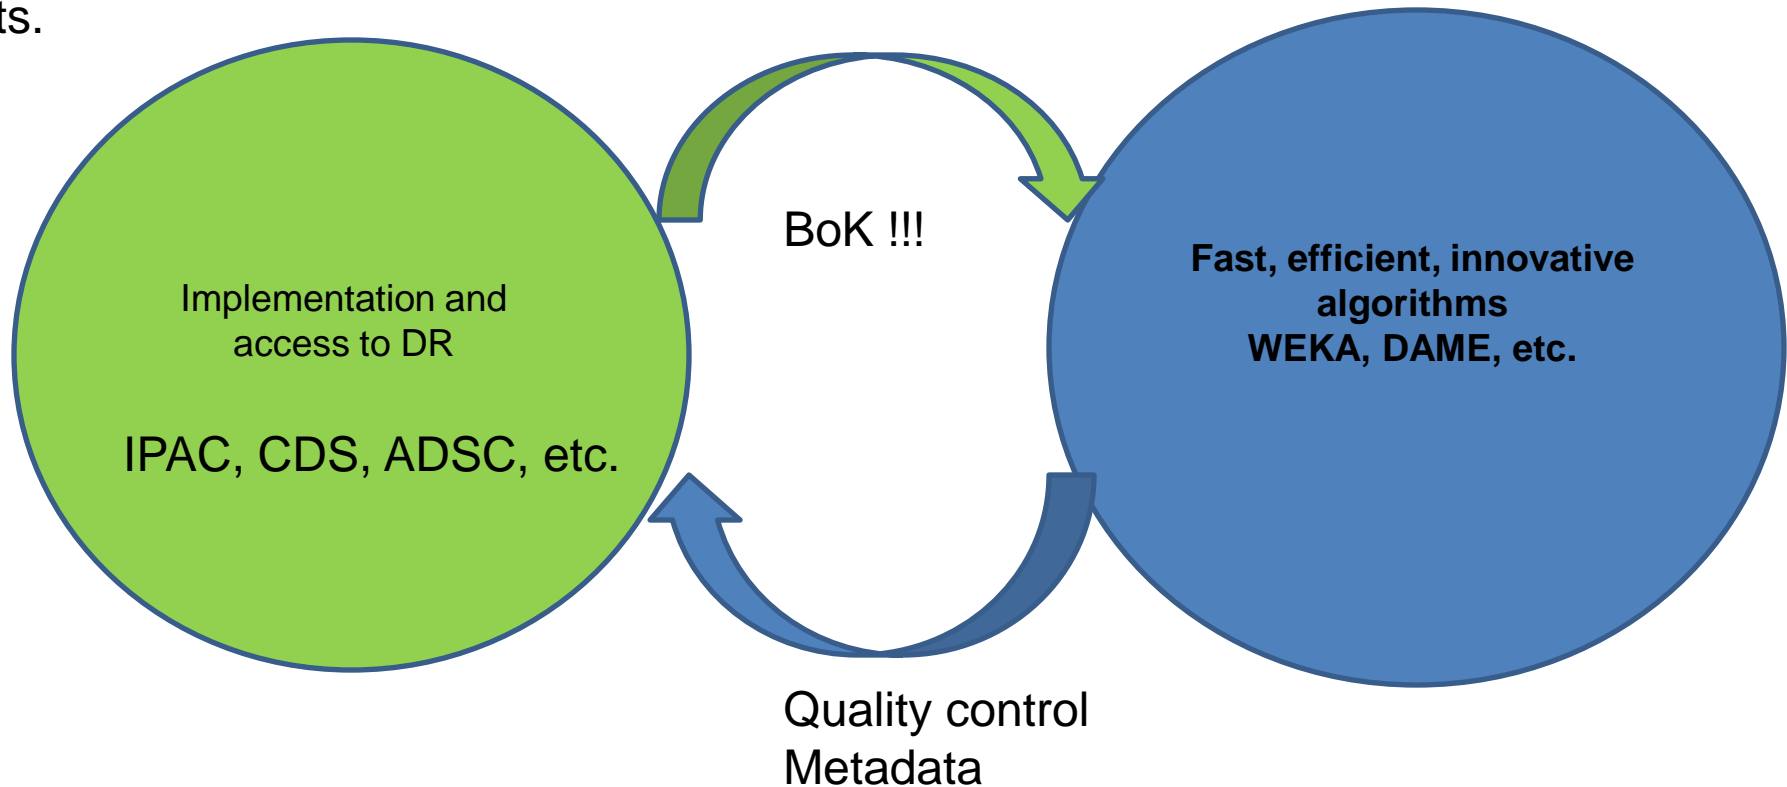 ts.
BoK !!!
Implementation and
access to DR
IPAC, CDS, ADSC, etc.
Fast, efficient, innovative
algorithms
WEKA, DAME, etc.
Quality control
Metadata